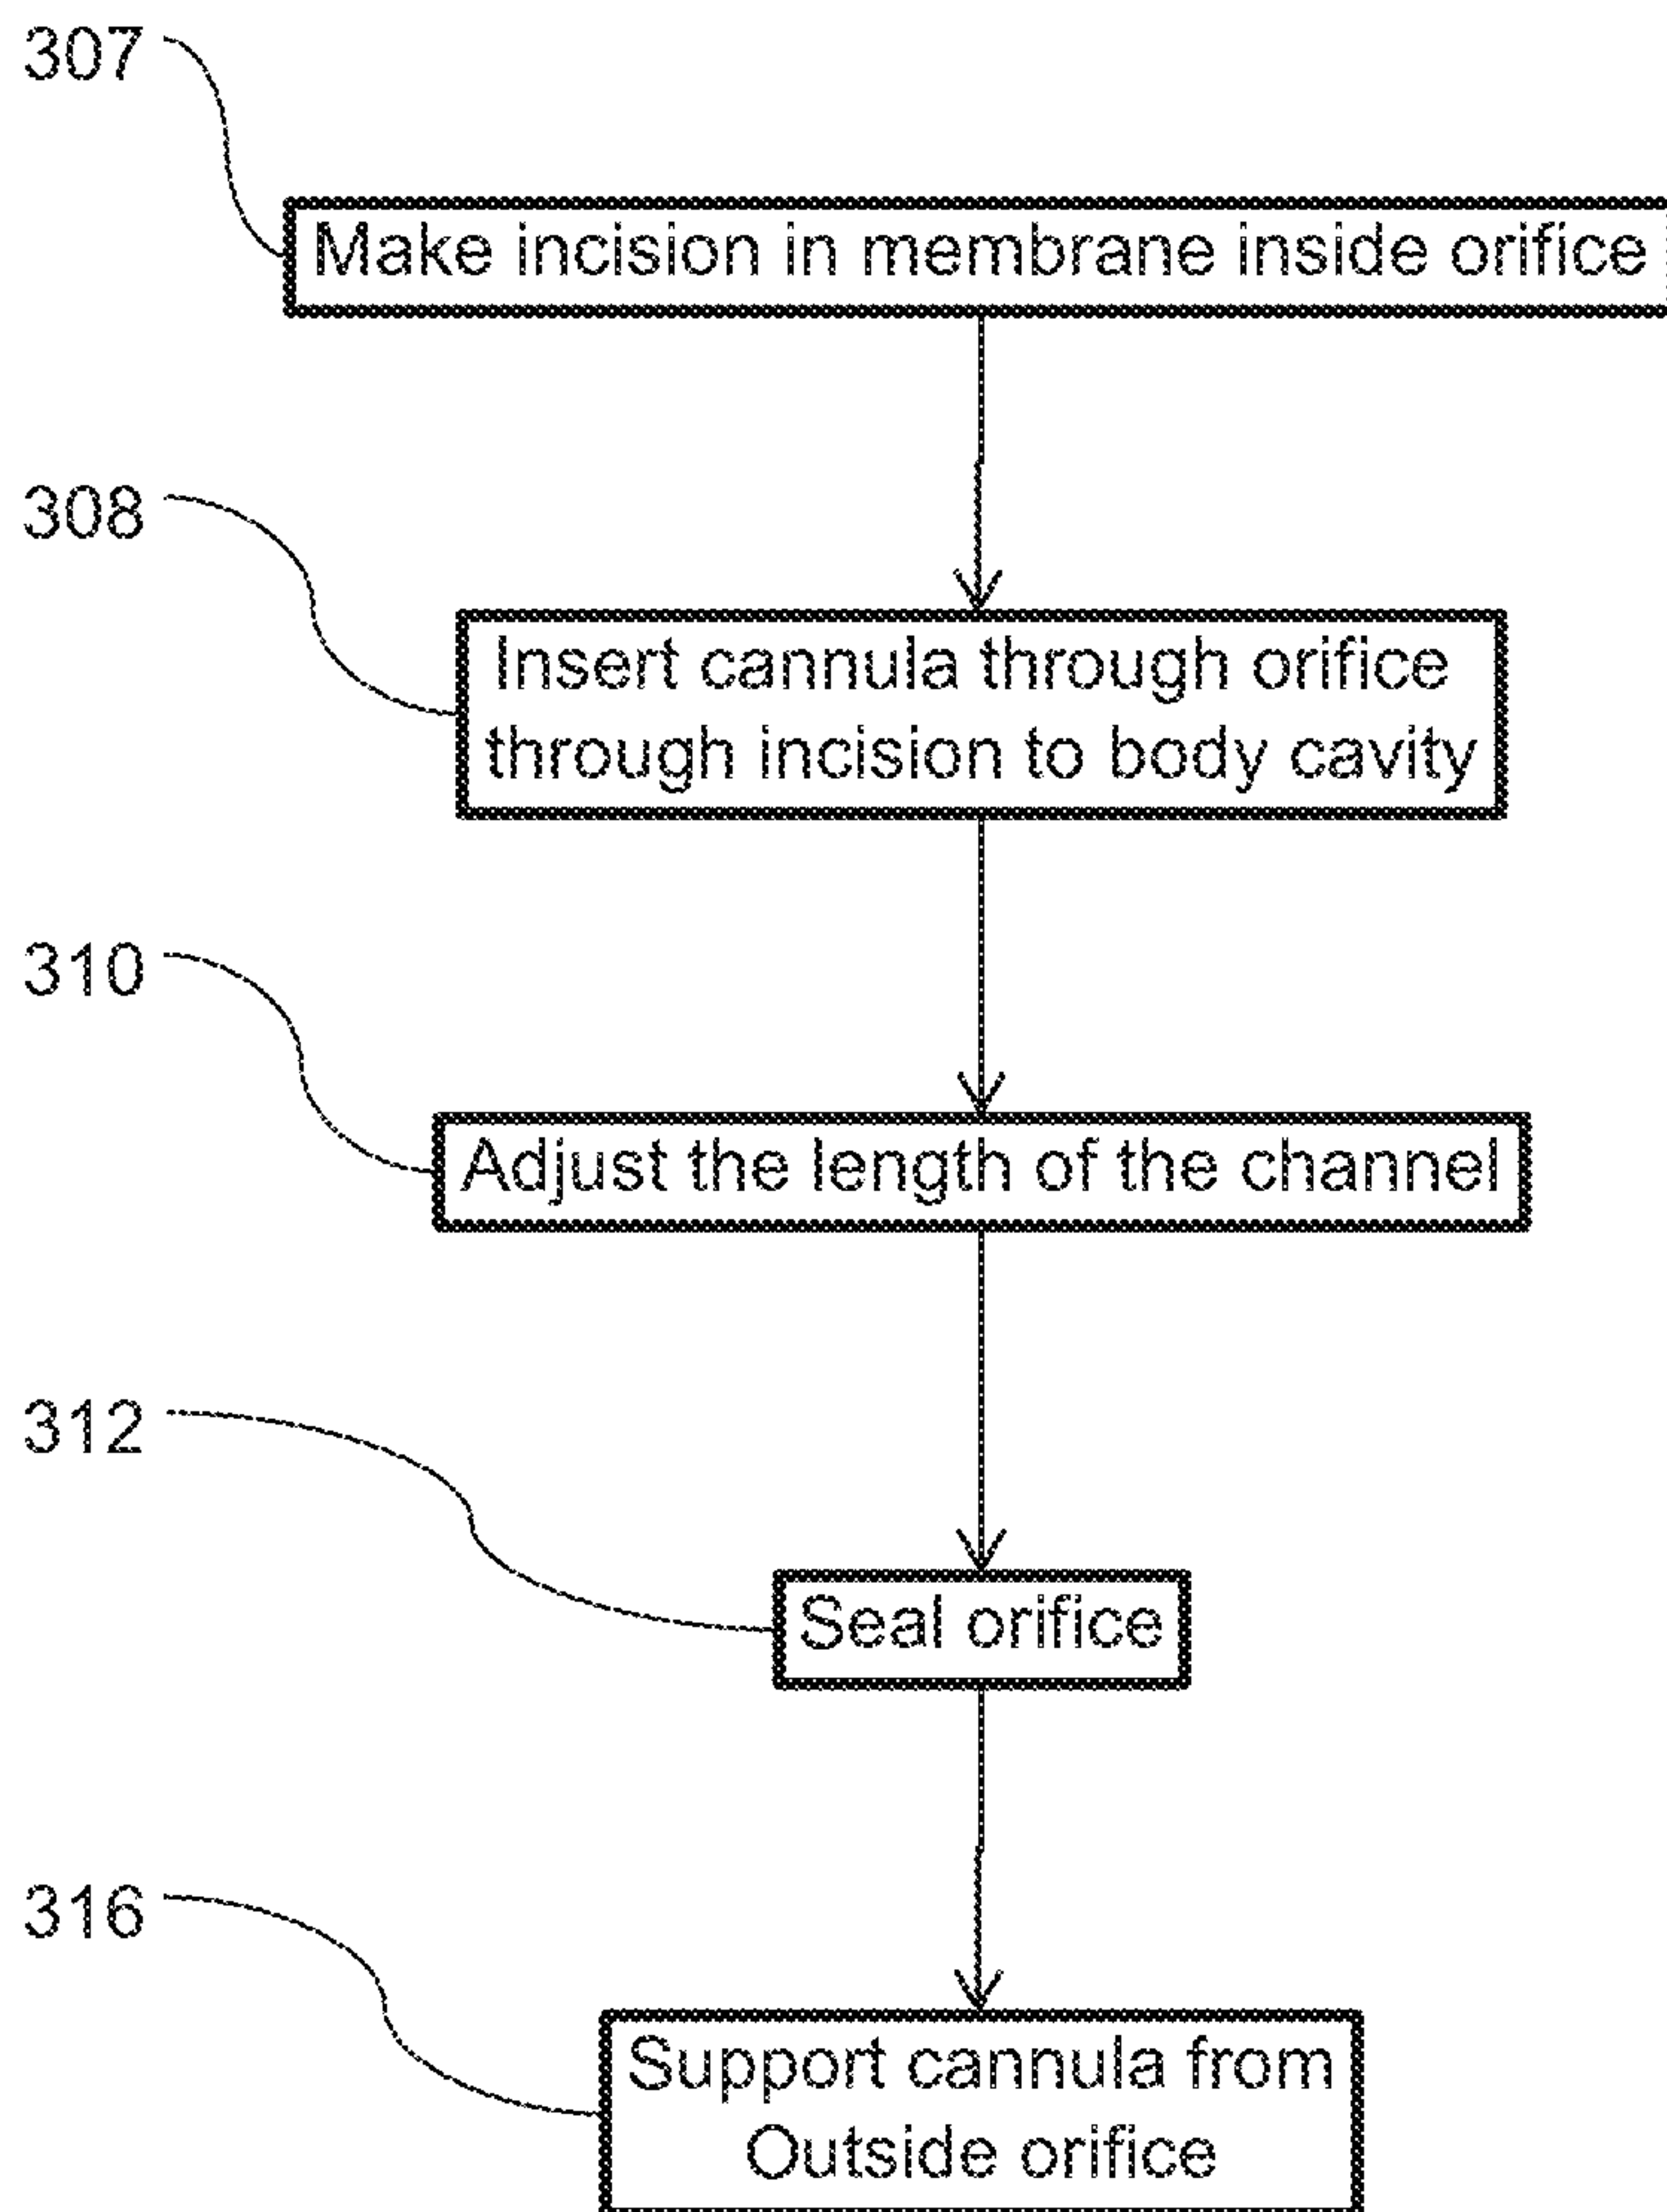 307
Make incision in membrane inside orifice
308
Insert cannula through orifice
through incision to body cavity
310
Adjust the length of the channel
312
Seal orifice
316
Support cannula from
Outside orifice